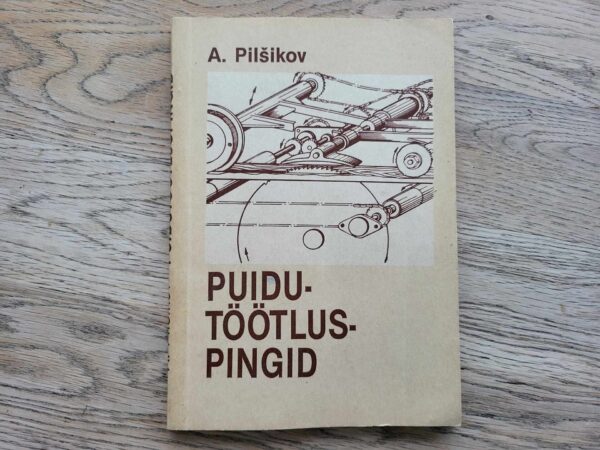 A. Pilšikov
PUIDU-
TÖÖTLUS-
PINGID